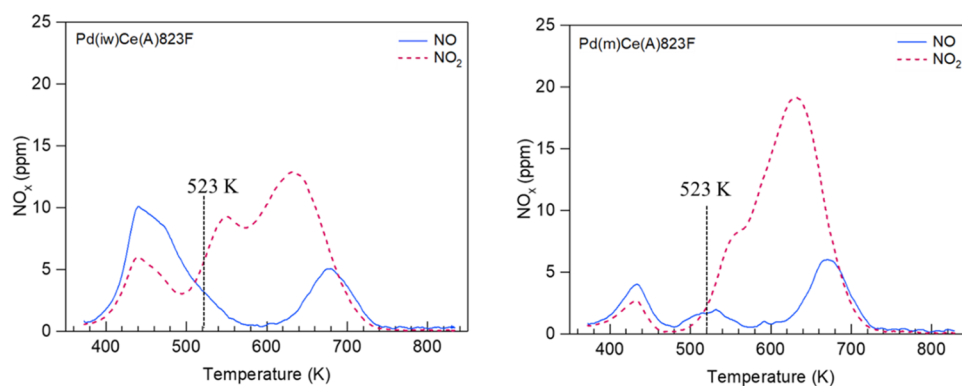 25
Pd(iw)Ce(A)823F
NO
NO2
20
15
NOx (ppm)
523 K
10
5
0
400 500 600 700 800
Temperature (K)
25
Pd(m)Ce(A)823F
NO
NO2
20
15
NOx (ppm)
523 K
10
5
0
400 500 600 700 800
Temperature (K)